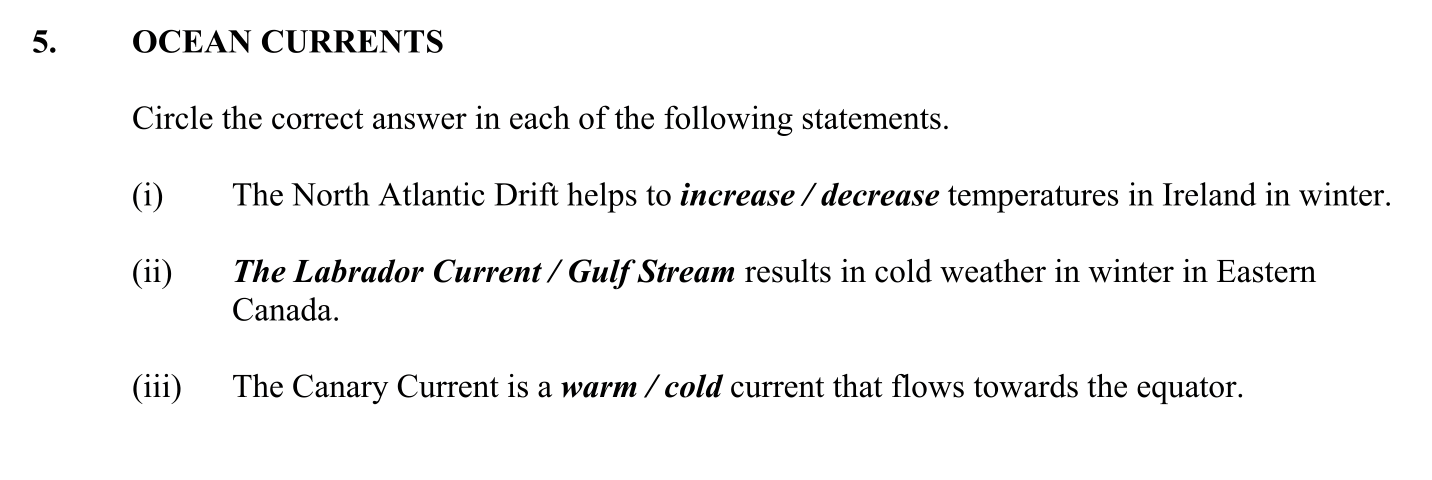 5. OCEAN CURRENTS
Circle the correct answer in each of the following statements.
(i) The North Atlantic Drift helps to increase / decrease temperatures in Ireland in winter.
(ii) The Labrador Current / Gulf Stream results in cold weather in winter in Eastern
Canada.
(iii) The Canary Current is a warm / cold current that flows towards the equator.